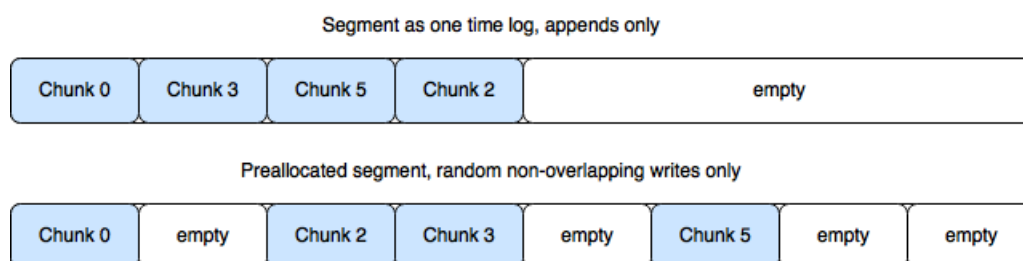 Segment as one time log, appends only
Chunk 0 Chunk 3 Chunk 5 Chunk 2 empty
Preallocated segment, random non-overlapping writes only
Chunk 0 empty Chunk 2 Chunk 3 empty Chunk 5 empty empty